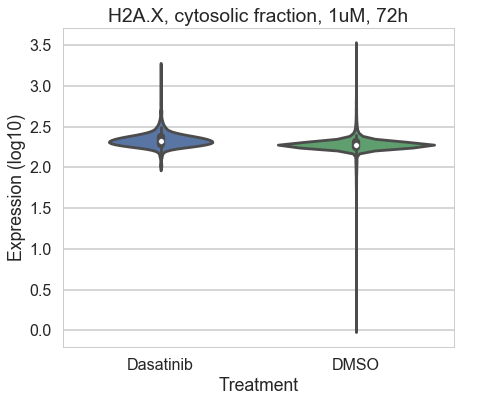 H2A.X, cytosolic fraction, 1uM, 72h
Expression (log10)
3.5
3.0
2.5
2.0
1.5
1.0
0.5
0.0
Dasatinib
DMSO
Treatment